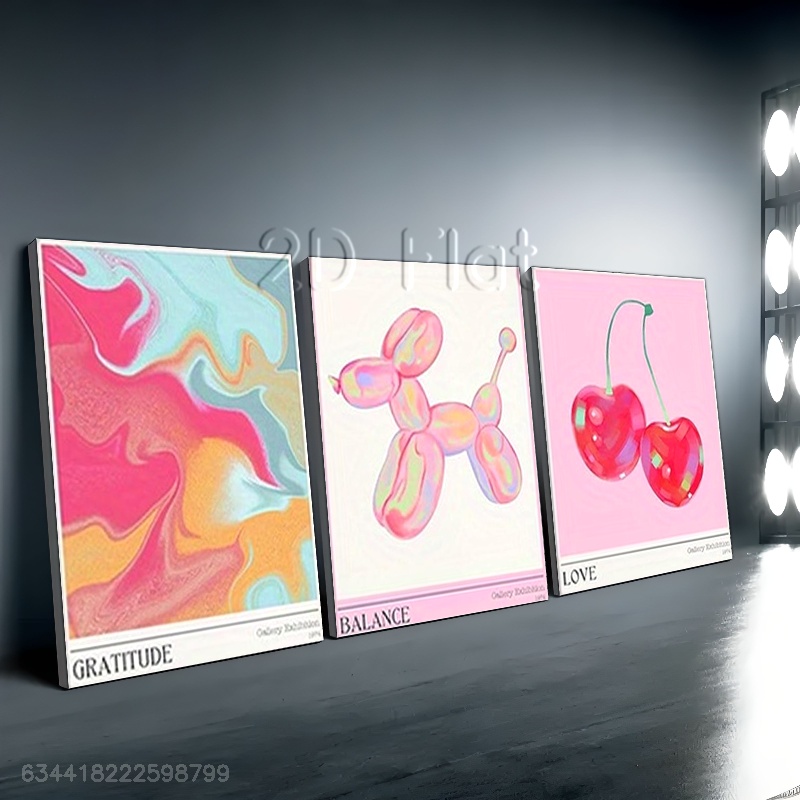 2D Flat
GRATITUDE
Gallery Exhibition
BALANCE
Gallery Exhibition
LOVE
Gallery Exhibition
634418222598799